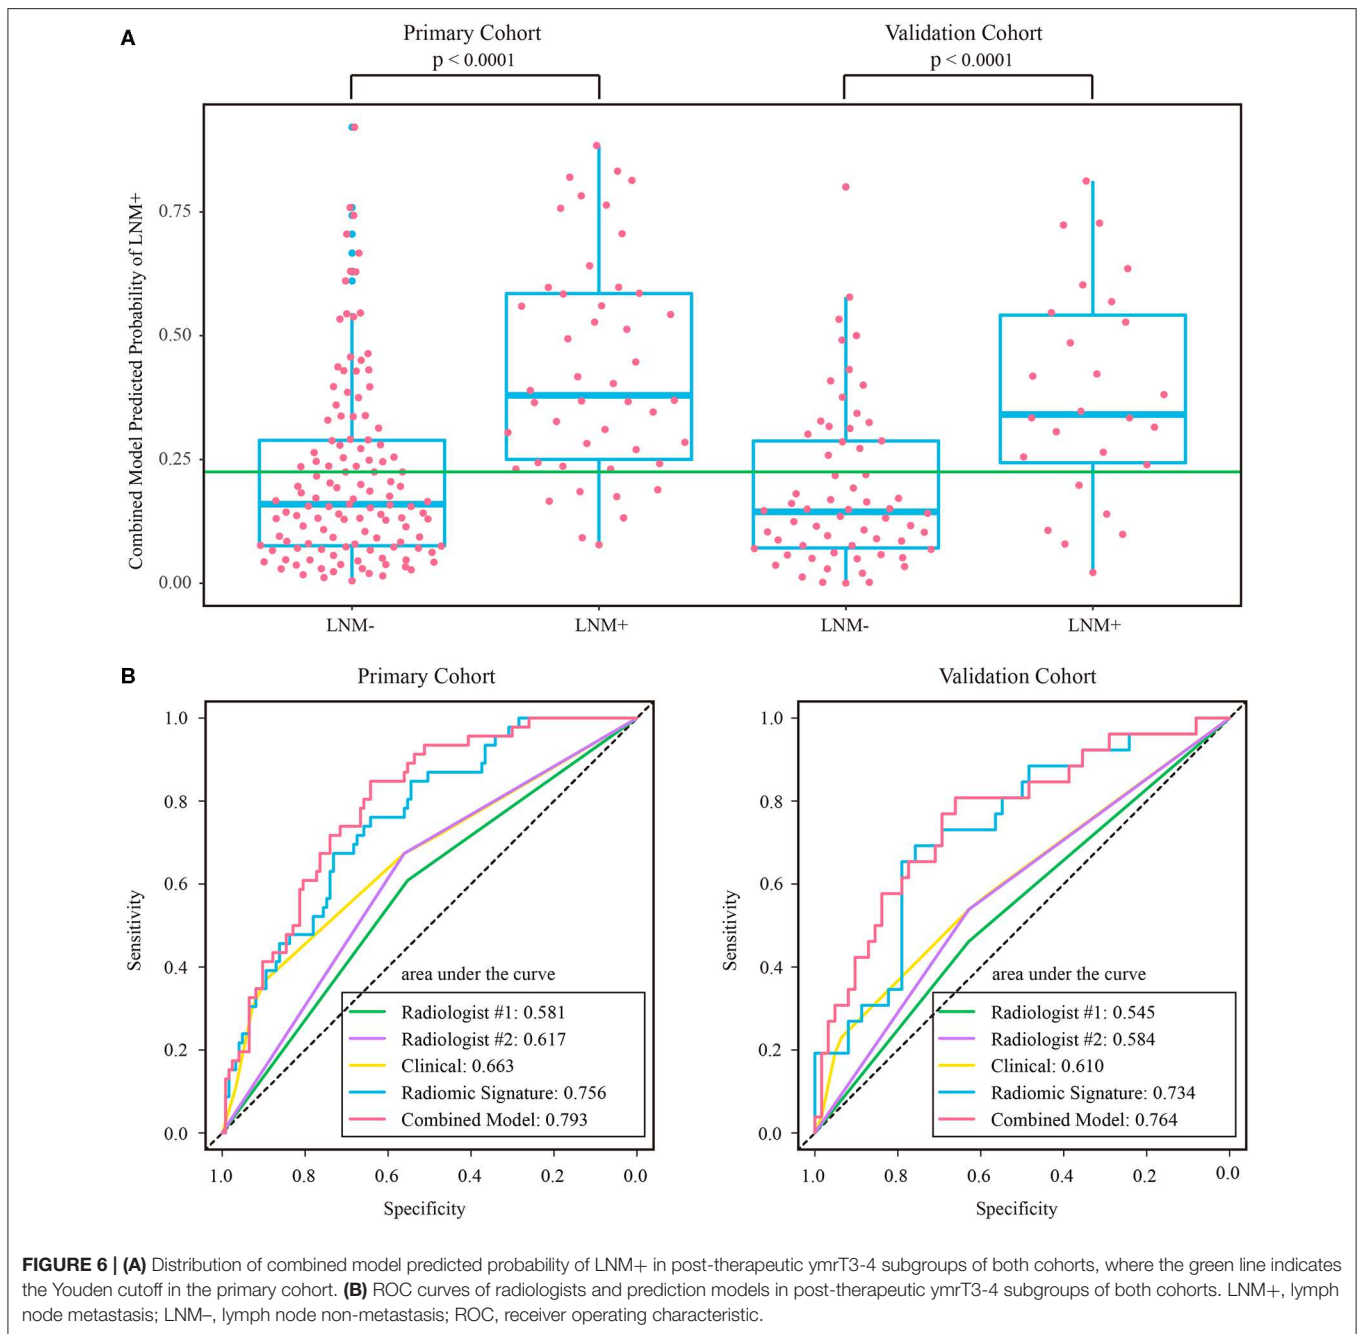 A
Primary Cohort
Validation Cohort
p < 0.0001
p < 0.0001
Combined Model Predicted Probability of LNM+
0.75
0.50
0.25
0.00
LNM-
LNM+
LNM-
LNM+
B
Primary Cohort
Validation Cohort
Sensitivity
1.0
0.8
0.6
0.4
0.2
0.0
area under the curve
Radiologist #1: 0.581
Radiologist #2: 0.617
Clinical: 0.663
Radiomic Signature: 0.756
Combined Model: 0.793
1.0 0.8 0.6 0.4 0.2 0.0
Specificity
Sensitivity
1.0
0.8
0.6
0.4
0.2
0.0
area under the curve
Radiologist #1: 0.545
Radiologist #2: 0.584
Clinical: 0.610
Radiomic Signature: 0.734
Combined Model: 0.764
1.0 0.8 0.6 0.4 0.2 0.0
Specificity
FIGURE 6 | (A) Distribution of combined model predicted probability of LNM+ in post-therapeutic ymrT3-4 subgroups of both cohorts, where the green line indicates
the Youden cutoff in the primary cohort. (B) ROC curves of radiologists and prediction models in post-therapeutic ymrT3-4 subgroups of both cohorts. LNM+, lymph
node metastasis; LNM–, lymph node non-metastasis; ROC, receiver operating characteristic.